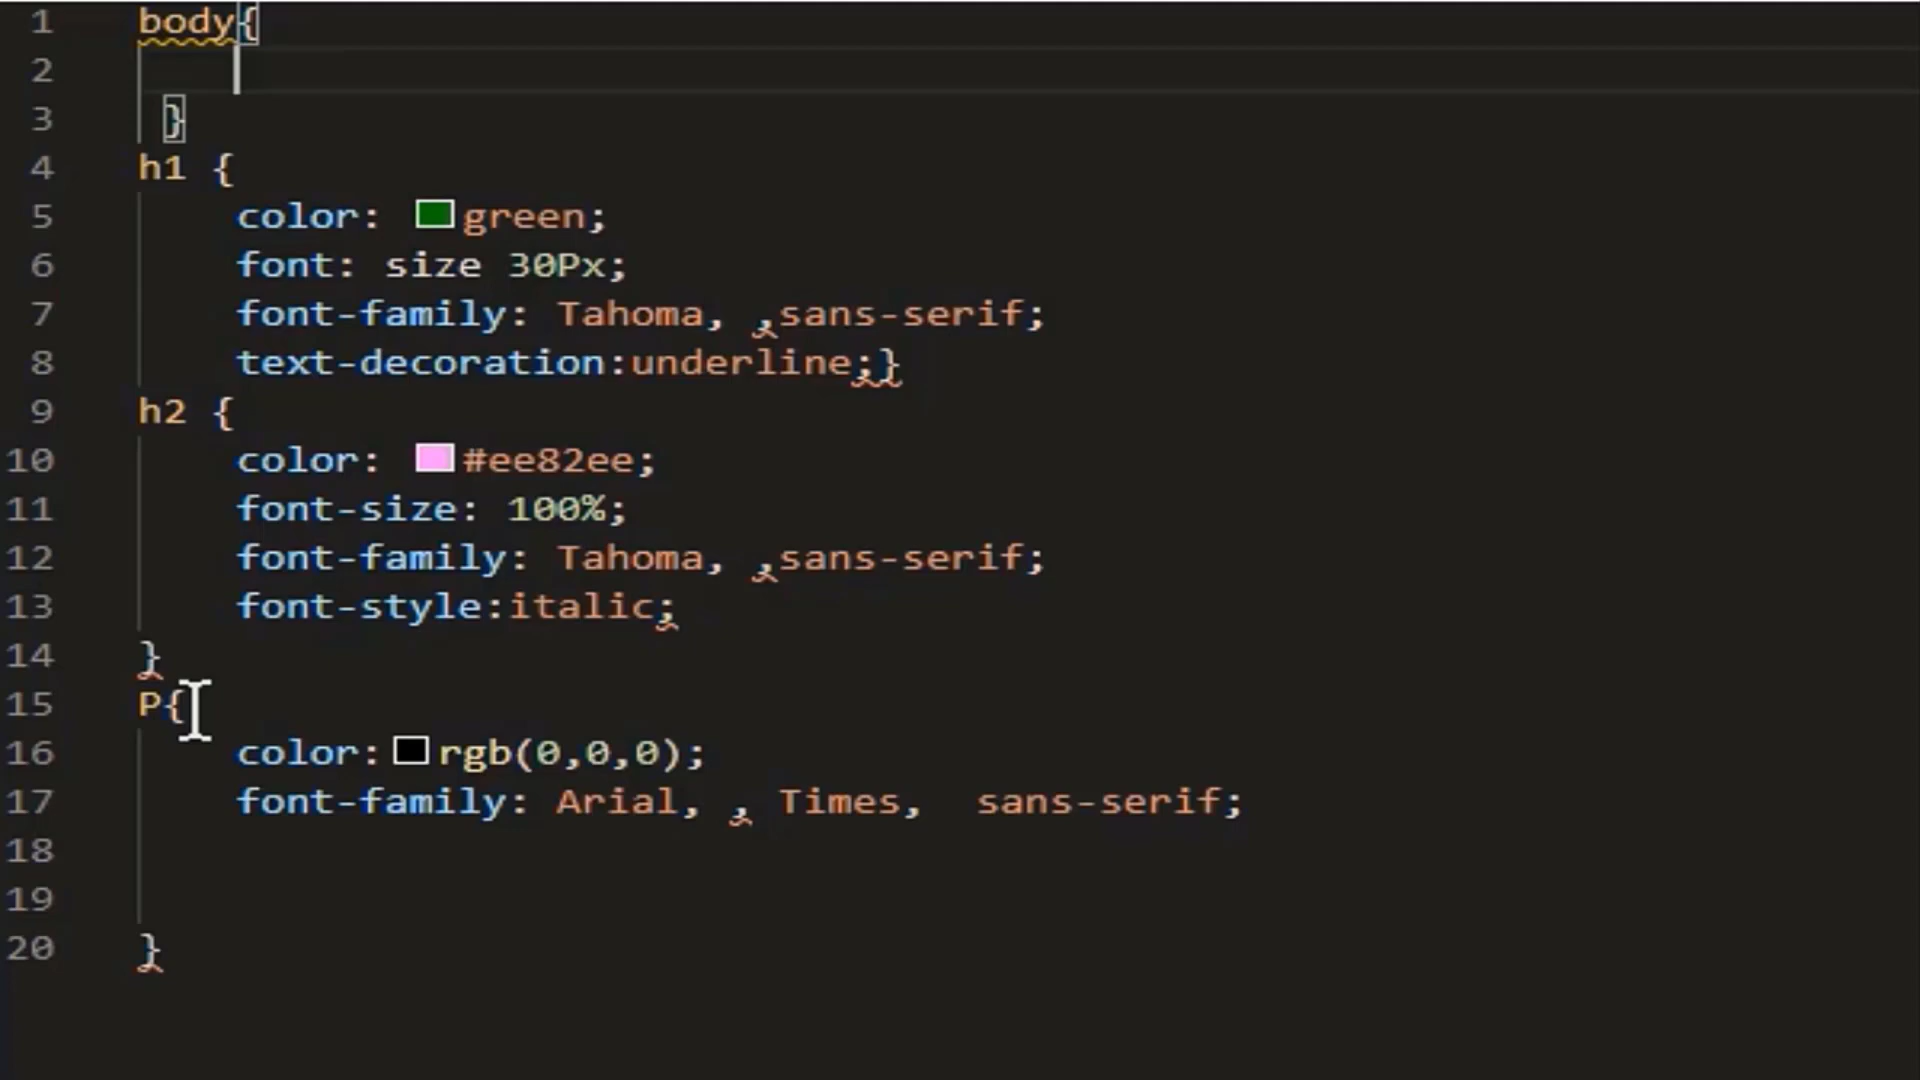 1 body{
2
3 }
4 h1 {
5 color: green;
6 font: size 30Px;
7 font-family: Tahoma, ,sans-serif;
8 text-decoration:underline;}
9 h2 {
10 color: #ee82ee;
11 font-size: 100%;
12 font-family: Tahoma, ,sans-serif;
13 font-style:italic;
14 }
15 P{
16 color: rgb(0,0,0);
17 font-family: Arial, , Times, sans-serif;
18
19
20 }